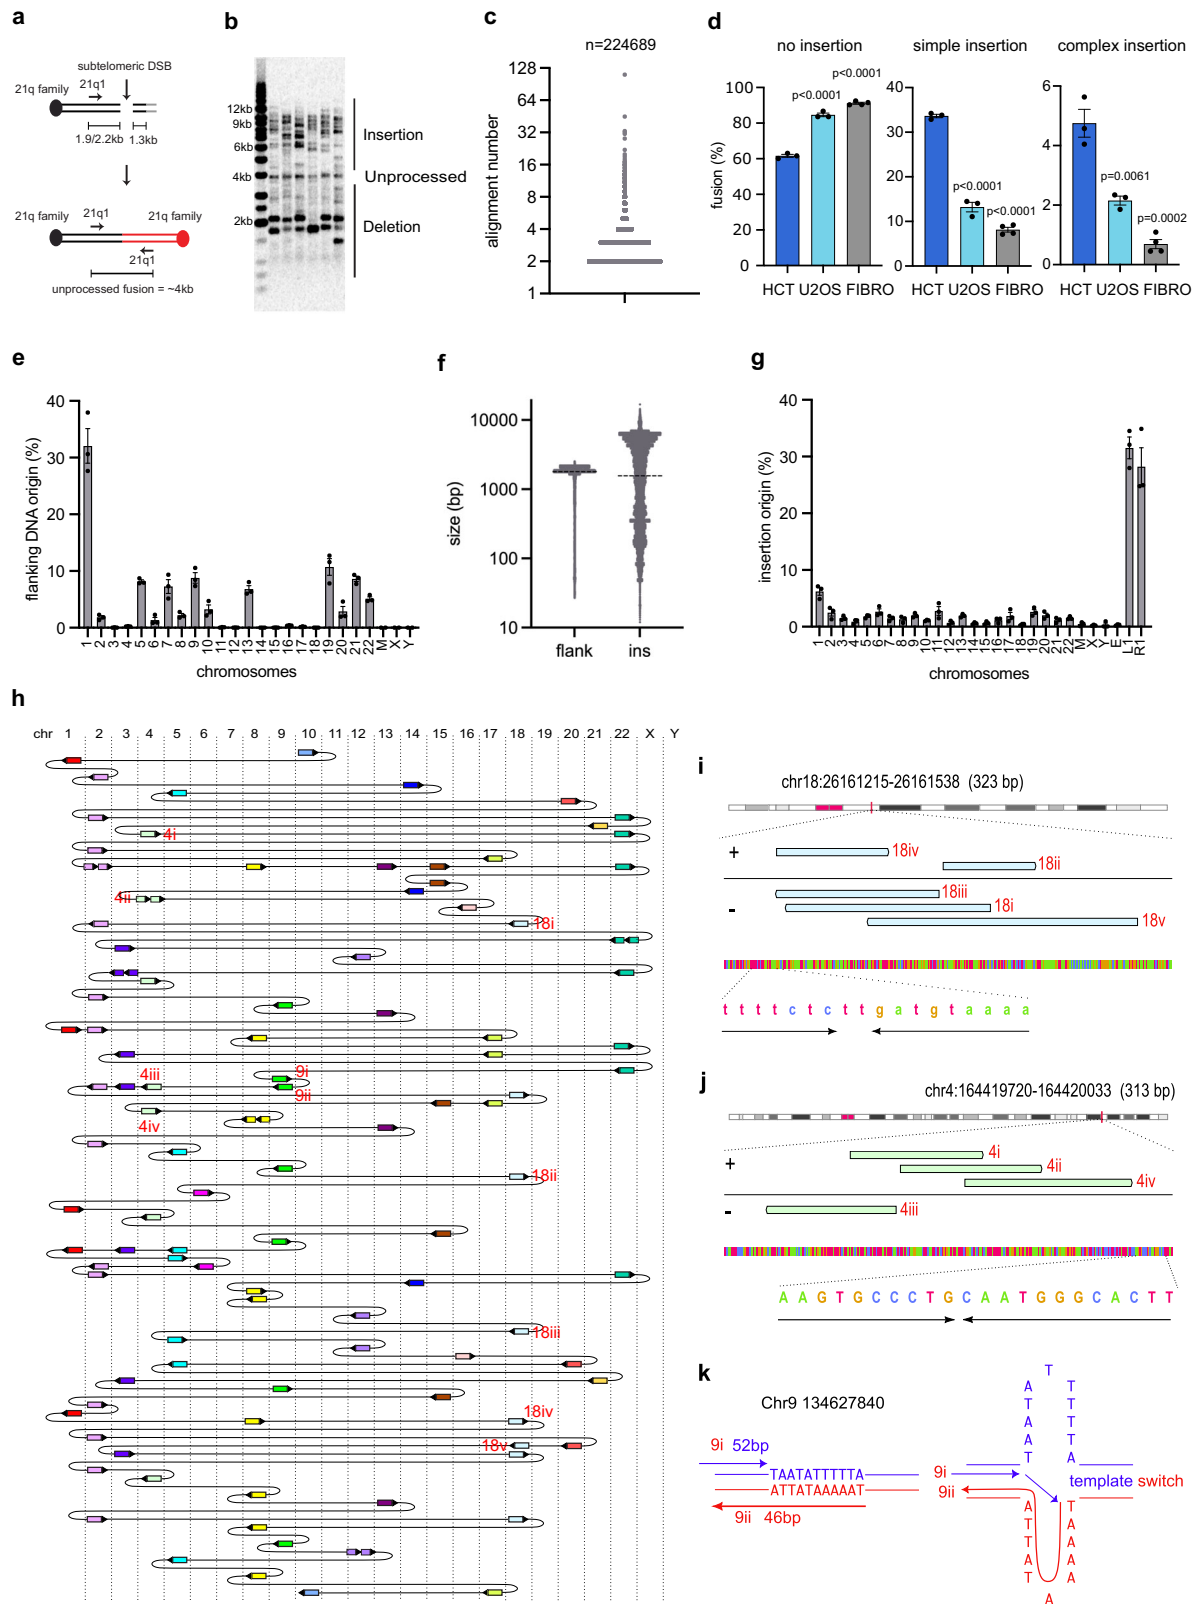 a
subtelomeric DSB
21q family
21q1
1.9/2.2kb
1.3kb
21q family
21q family
21q1
21q1
unprocessed fusion = ~4kb
b
12kb
9kb
6kb
4kb
2kb
Insertion
Unprocessed
Deletion
c
n=224689
alignment number
128
64
32
16
8
4
2
1
d
no insertion
simple insertion
complex insertion
fusion (%)
100
80
60
40
20
0
p<0.0001
p<0.0001
HCT U2OS FIBRO
40
30
20
10
0
p<0.0001
p<0.0001
HCT U2OS FIBRO
6
4
2
0
p=0.0061
p=0.0002
HCT U2OS FIBRO
e
flanking DNA origin (%)
40
30
20
10
0
1 2 3 4 5 6 7 8 9 10 11 12 13 14 15 16 17 18 19 20 21 22 M X Y
chromosomes
f
size (bp)
10000
1000
100
10
flank ins
g
insertion origin (%)
40
30
20
10
0
1 2 3 4 5 6 7 8 9 10 11 12 13 14 15 16 17 18 19 20 21 22 M X Y E L1 R1
chromosomes
h
chr 1 2 3 4 5 6 7 8 9 10 11 12 13 14 15 16 17 18 19 20 21 22 X Y
4i
4ii
18i
4iii
9i
9ii
4iv
18ii
18iii
18iv
18v
i
chr18:26161215-26161538 (323 bp)
+
18iv
18ii
-
18iii
18i
18v
t t t t c t c t t g a t g t a a a a
j
chr4:164419720-164420033 (313 bp)
+
4i
4ii
4iv
-
4iii
A A G T G C C C T G C A A T G G G C A C T T
k
Chr9 134627840
9i 52bp
TAATATTTTTA
ATTATAAAAAT
9ii 46bp
T
A T
T T
A T
A T
T A
9i
9ii
template switch
A T
T A
T A
A A
T A
A